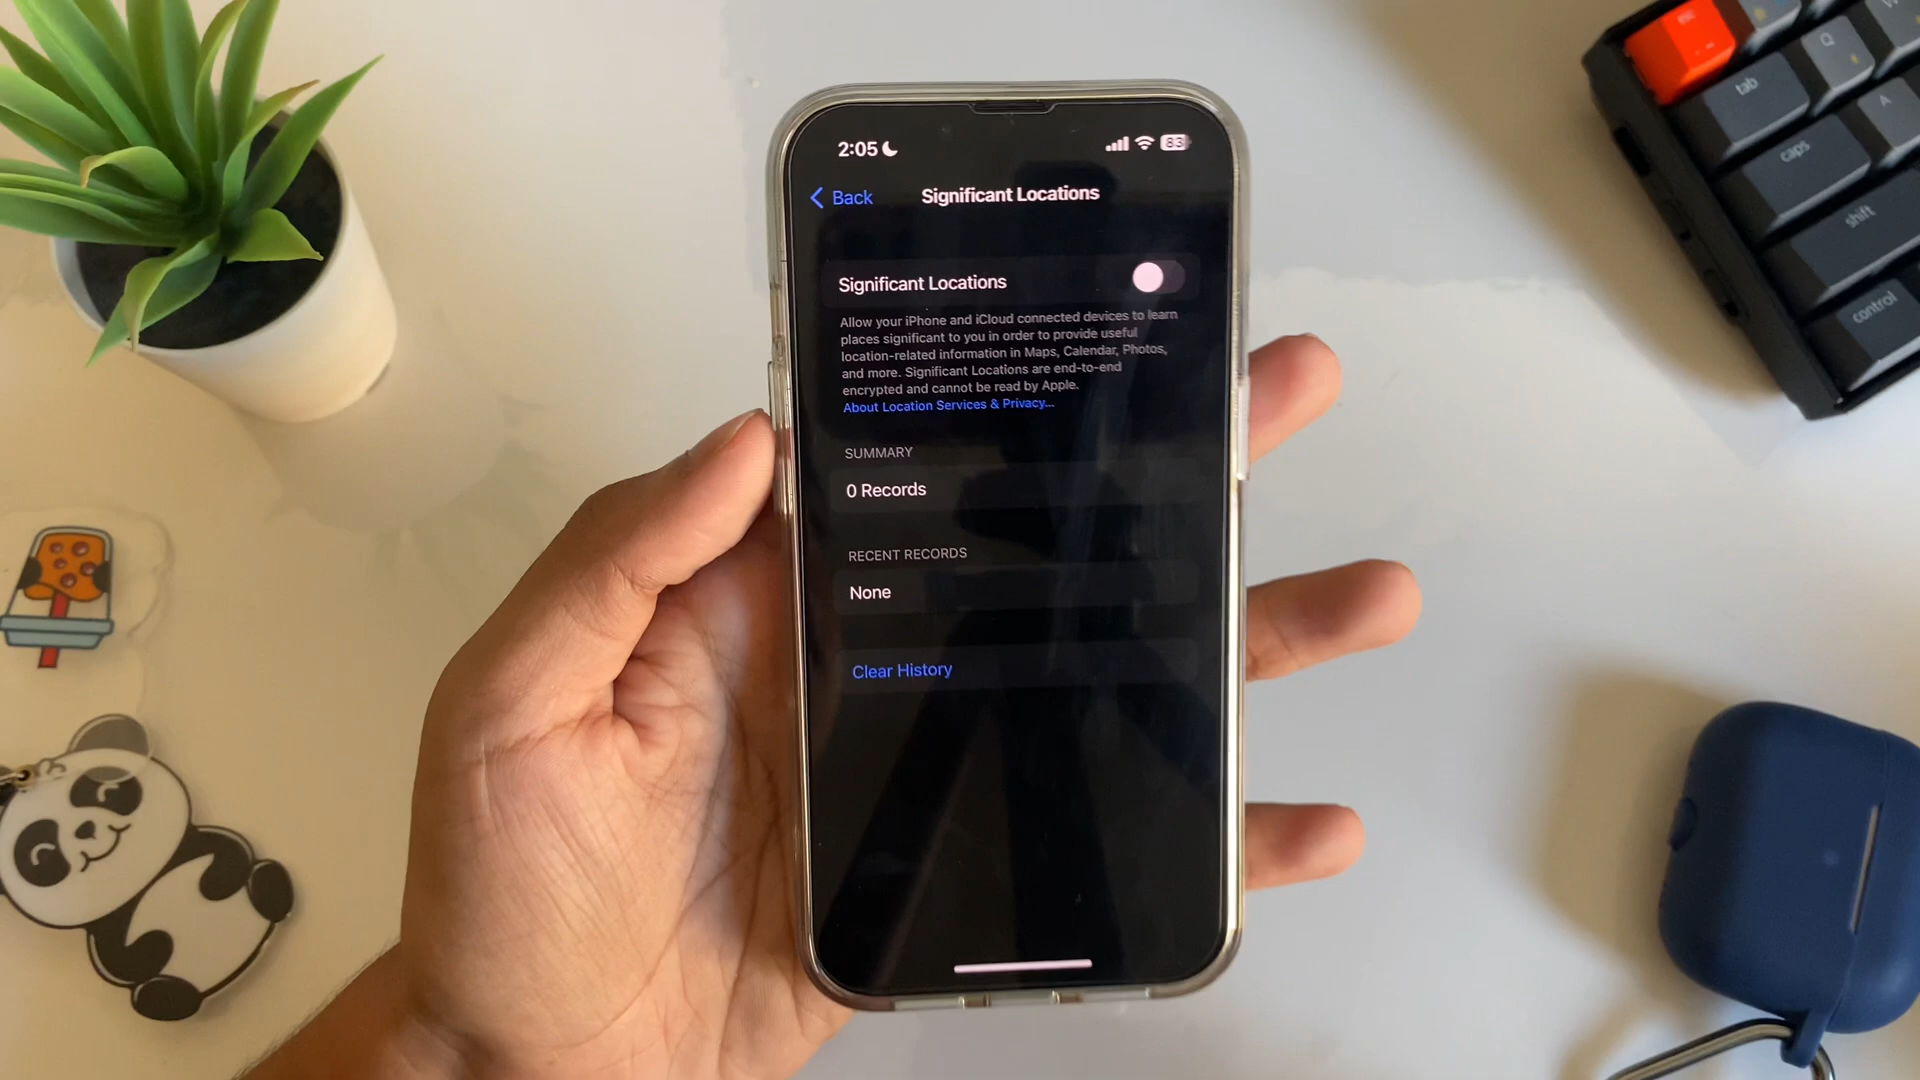 2:05
83
Back
Significant Locations
Significant Locations
Allow your iPhone and iCloud connected devices to learn
places significant to you in order to provide useful
location-related information in Maps, Calendar, Photos,
and more. Significant Locations are end-to-end
encrypted and cannot be read by Apple.
About Location Services & Privacy...
SUMMARY
0 Records
RECENT RECORDS
None
Clear History
esc
tab
Q
W
caps
A
shift
control